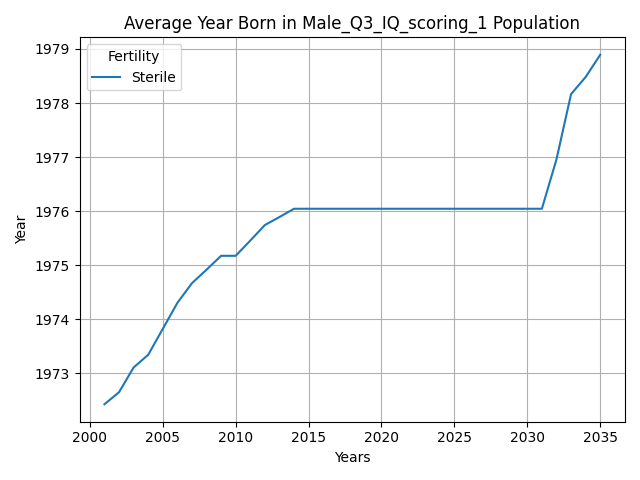 Average Year Born in Male_Q3_IQ_scoring_1 Population
Fertility
Sterile
Year
1979
1978
1977
1976
1975
1974
1973
2000 2005 2010 2015 2020 2025 2030 2035
Years